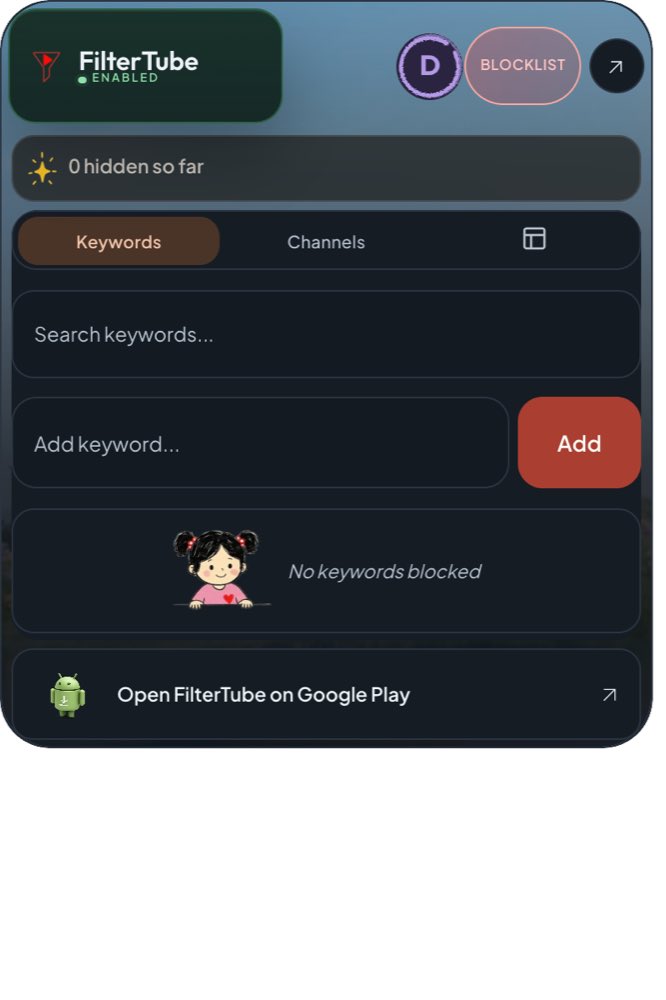 FilterTube
ENABLED
D
BLOCKLIST
0 hidden so far
Keywords
Channels
Search keywords...
Add keyword...
Add
No keywords blocked
Open FilterTube on Google Play